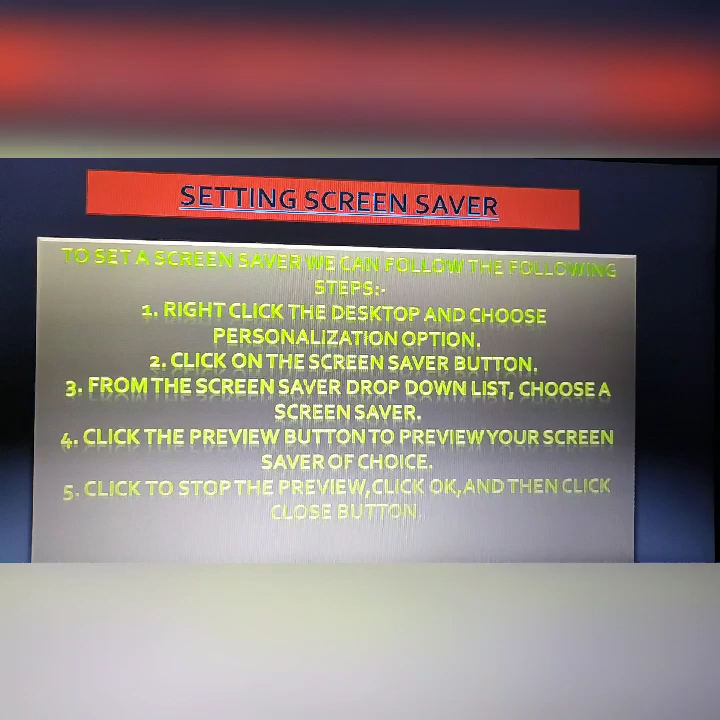 SETTING SCREEN SAVER
TO SET A SCREEN SAVER WE CAN FOLLOW THE FOLLOWING
STEPS:-
1. RIGHT CLICK THE DESKTOP AND CHOOSE
PERSONALIZATION OPTION.
2. CLICK ON THE SCREEN SAVER BUTTON.
3. FROM THE SCREEN SAVER DROP DOWN LIST, CHOOSE A
SCREEN SAVER.
4. CLICK THE PREVIEW BUTTON TO PREVIEW YOUR SCREEN
SAVER OF CHOICE.
5. CLICK TO STOP THE PREVIEW,CLICK OK,AND THEN CLICK
CLOSE BUTTON.